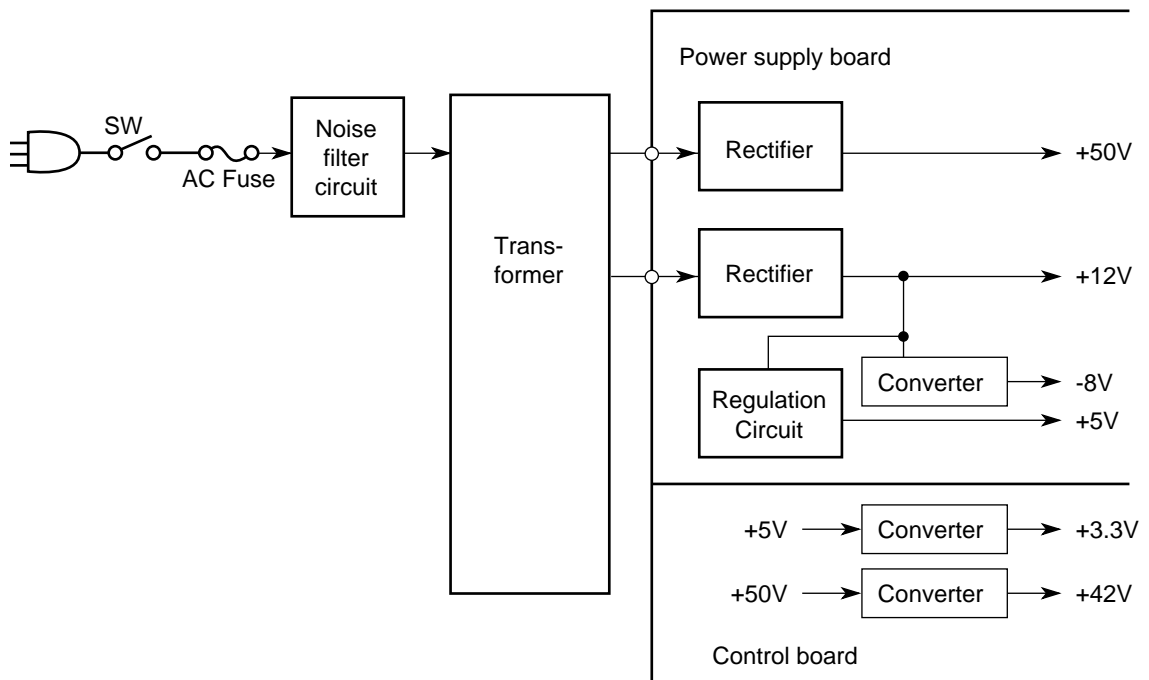 Power supply board
SW
AC Fuse
Noise
filter
circuit
Trans-
former
Rectifier
+50V
Rectifier
+12V
Converter
-8V
Regulation
Circuit
+5V
+5V
Converter
+3.3V
+50V
Converter
+42V
Control board